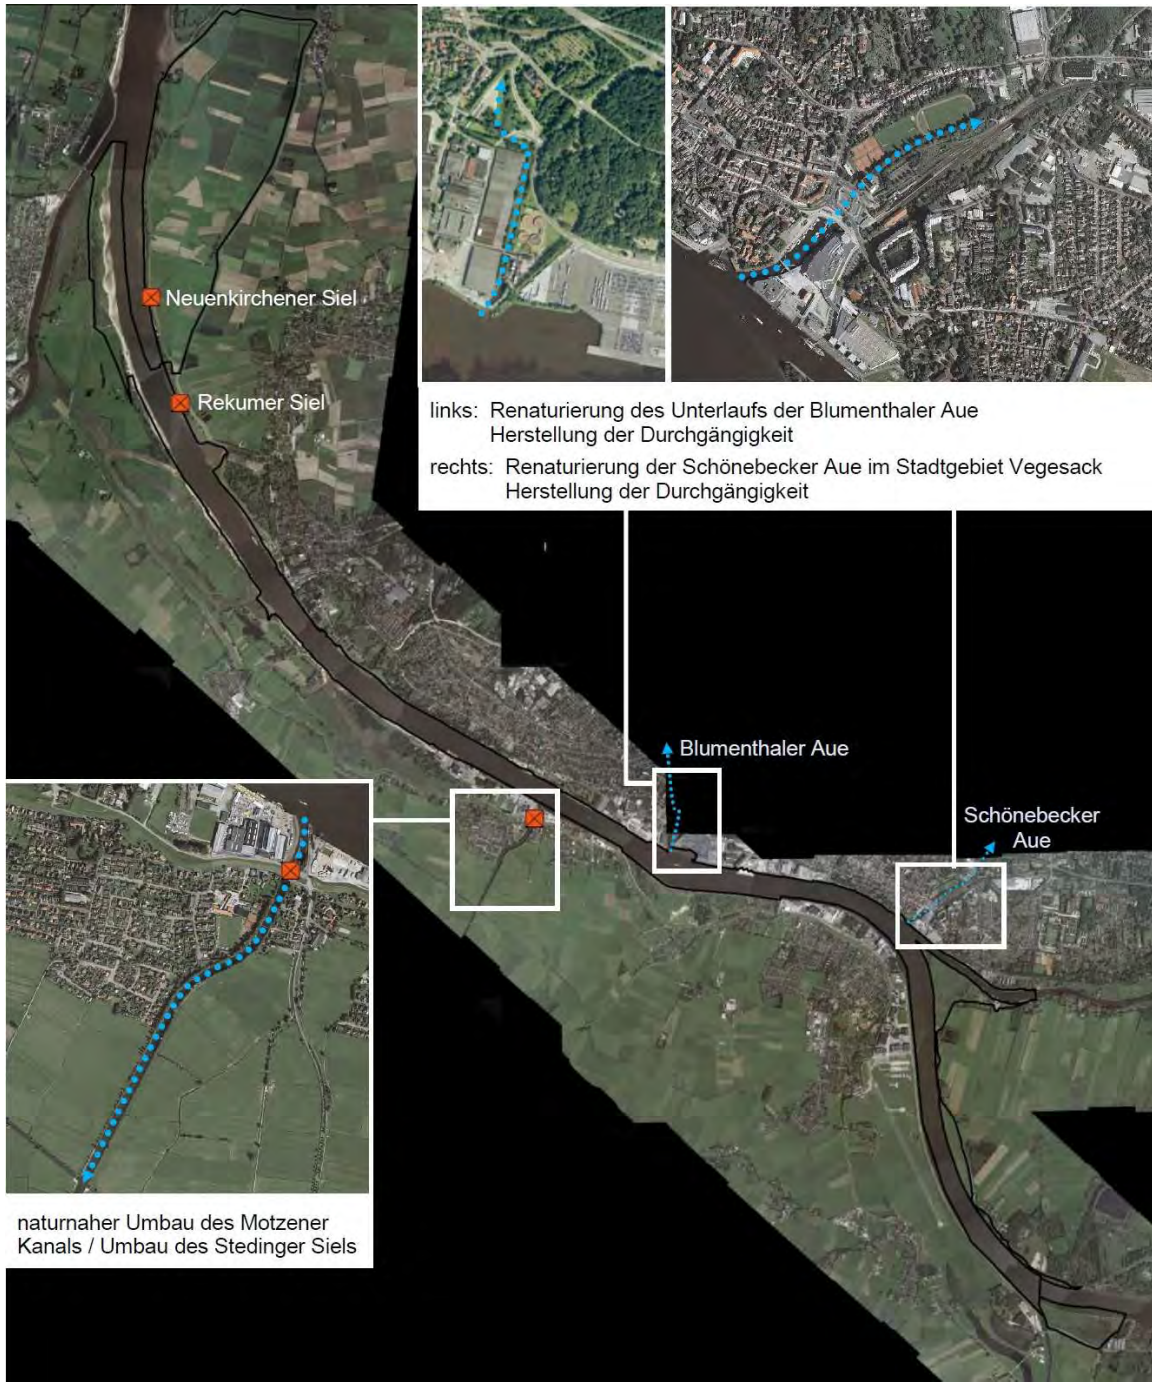 links: Renaturierung des Unterlaufs der Blumenthaler Aue
Herstellung der Durchgängigkeit
rechts: Renaturierung der Schönebecker Aue im Stadtgebiet Vegesack
Herstellung der Durchgängigkeit
Neuenkirchener Siel
Rekumer Siel
Blumenthaler Aue
Schönebecker
Aue
naturnaher Umbau des Motzener
Kanals / Umbau des Stedinger Siels